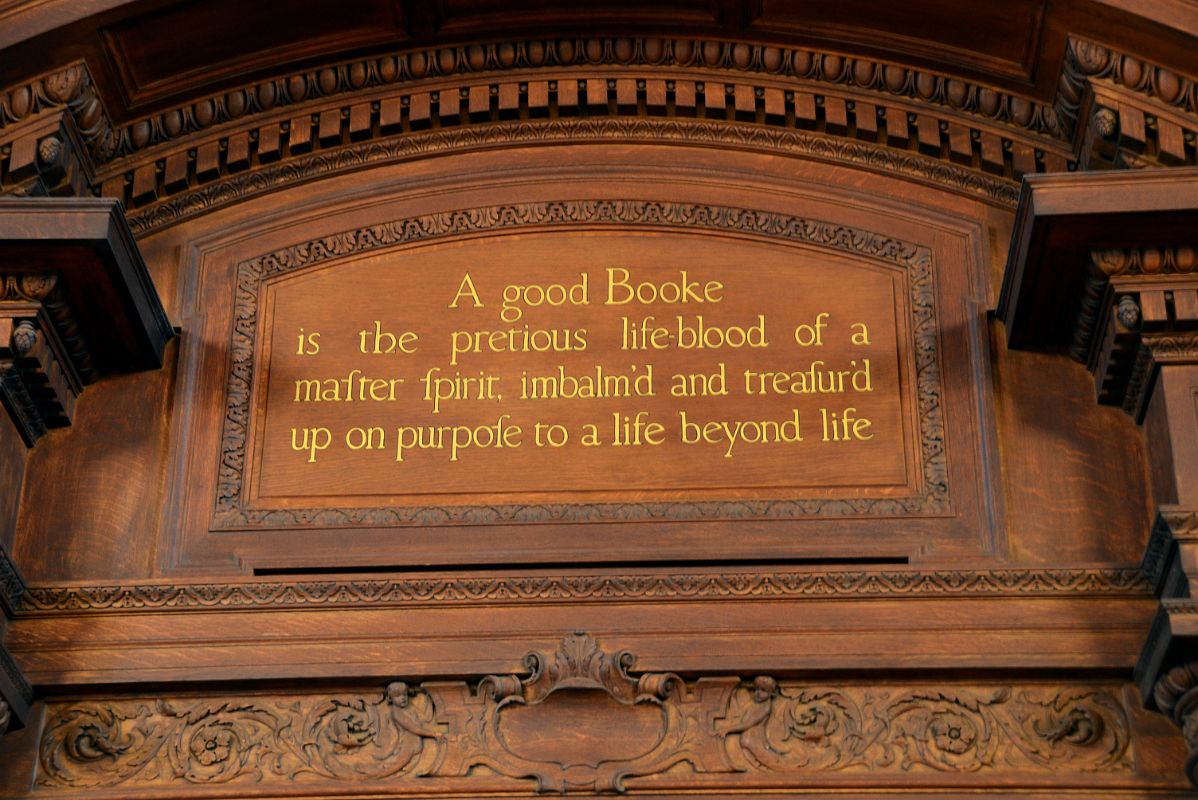 A good Booke
is the pretious life-blood of a
maſter ſpirit, imbalm'd and treaſur'd
up on purpoſe to a life beyond life